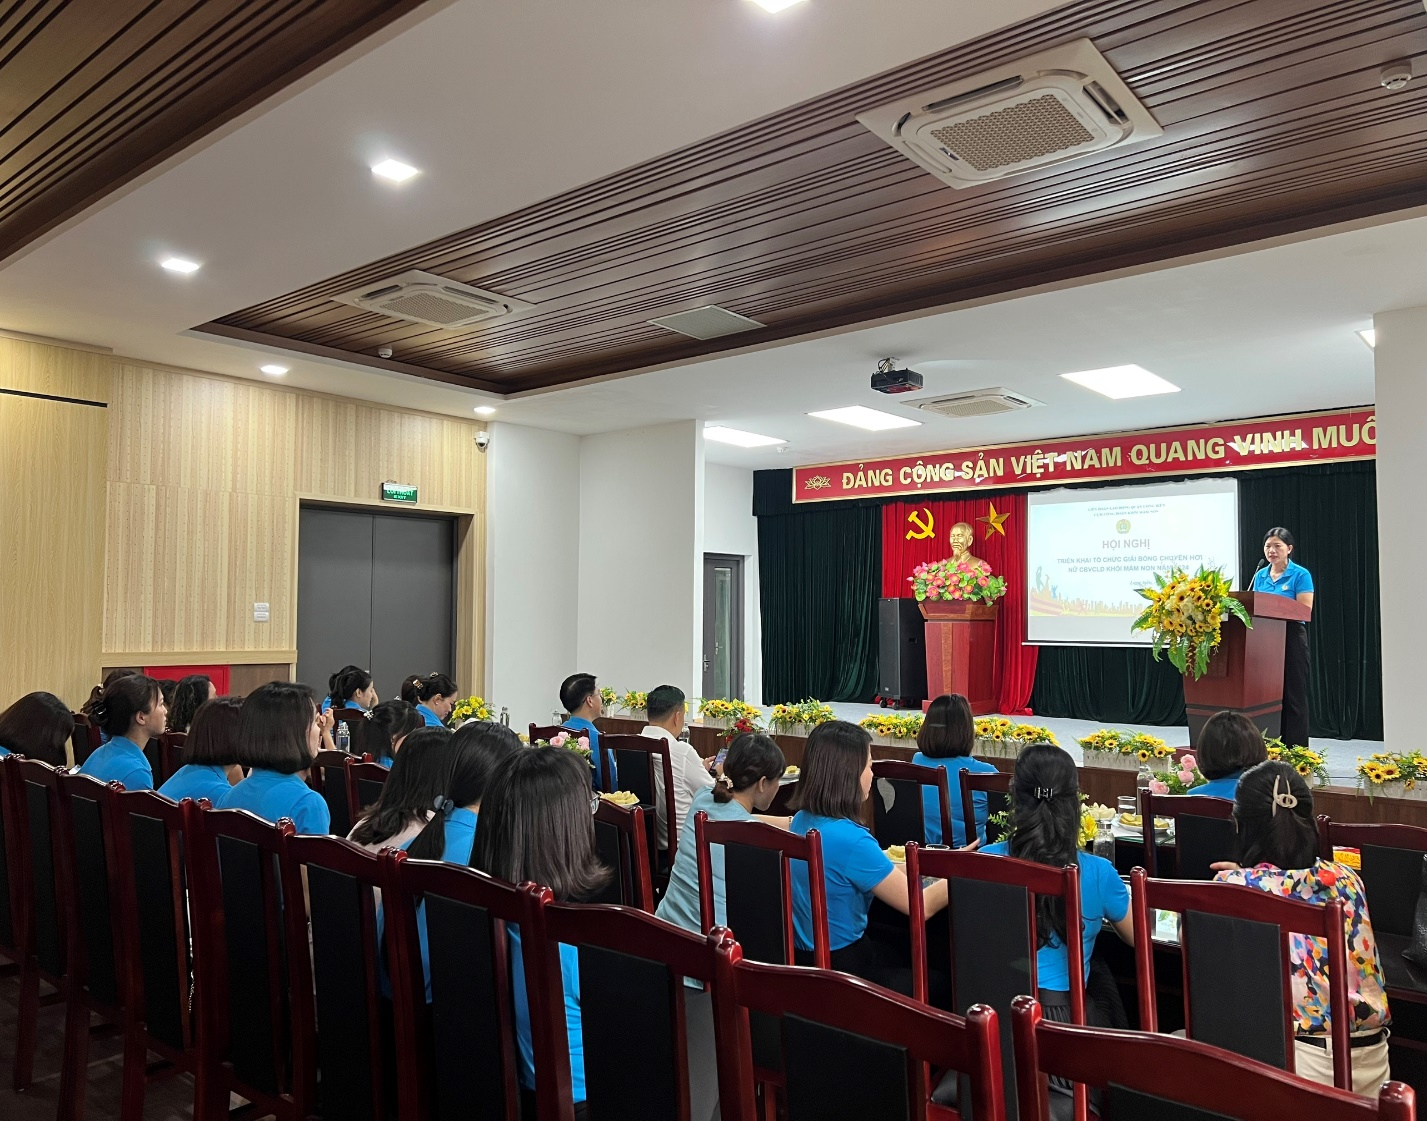 ĐẢNG CỘNG SẢN VIỆT NAM QUANG VINH MUÔ
HỘI NGHỊ
TRIỂN KHAI TỔ CHỨC GIẢI BÓNG CHUYỀN HƠI
NỮ CBVCLĐ KHỐI MẦM NON NĂM 2024
EXIT